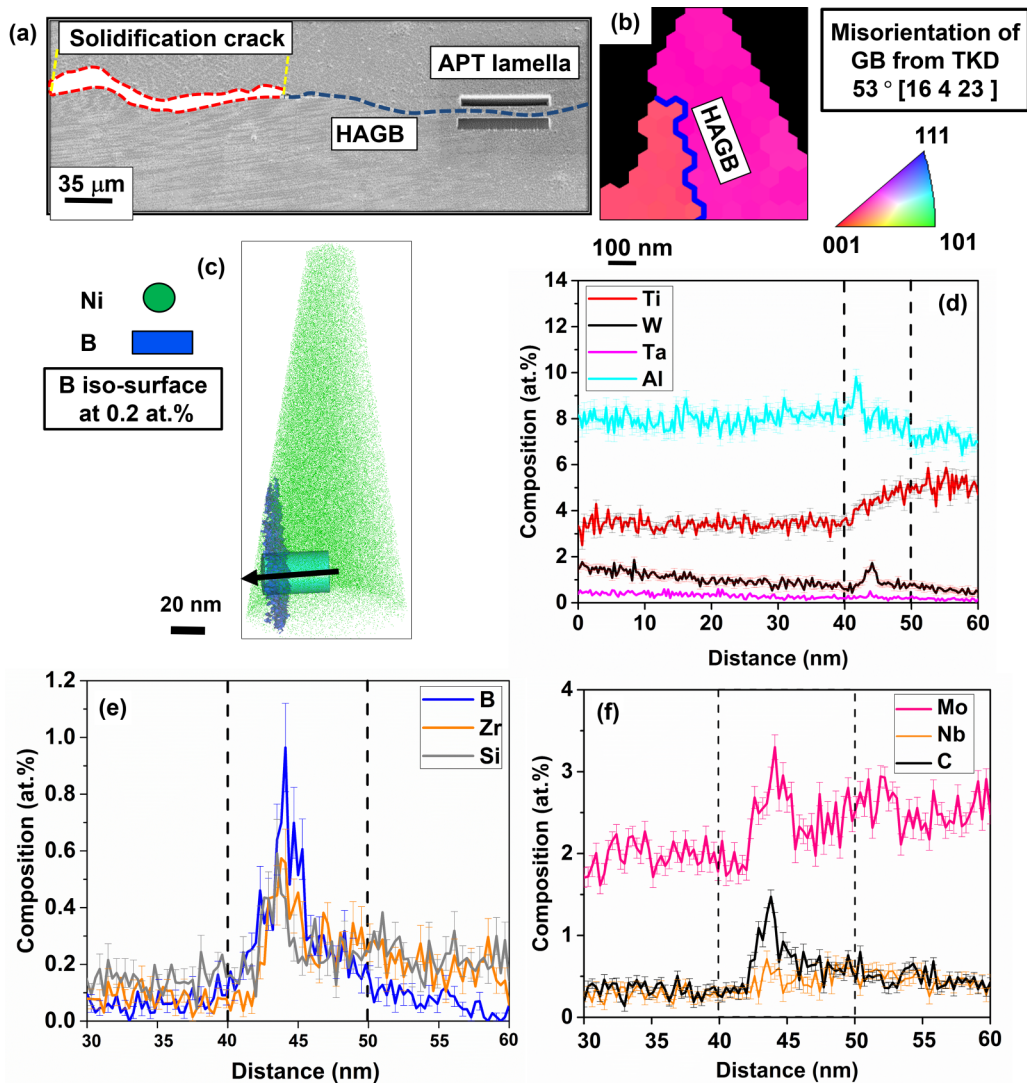 (a)
Solidification crack
APT lamella
HAGB
35 μm
(b)
HAGB
100 nm
Misorientation of
GB from TKD
53 ° [16 4 23 ]
111
001
101
(c)
Ni
B
B iso-surface
at 0.2 at.%
20 nm
(d)
Ti
W
Ta
Al
Composition (at.%)
14
12
10
8
6
4
2
0
0 10 20 30 40 50 60
Distance (nm)
(e)
B
Zr
Si
Composition (at.%)
1.2
1.0
0.8
0.6
0.4
0.2
0.0
30 35 40 45 50 55 60
Distance (nm)
(f)
Mo
Nb
C
Composition (at.%)
4
3
2
1
0
30 35 40 45 50 55 60
Distance (nm)